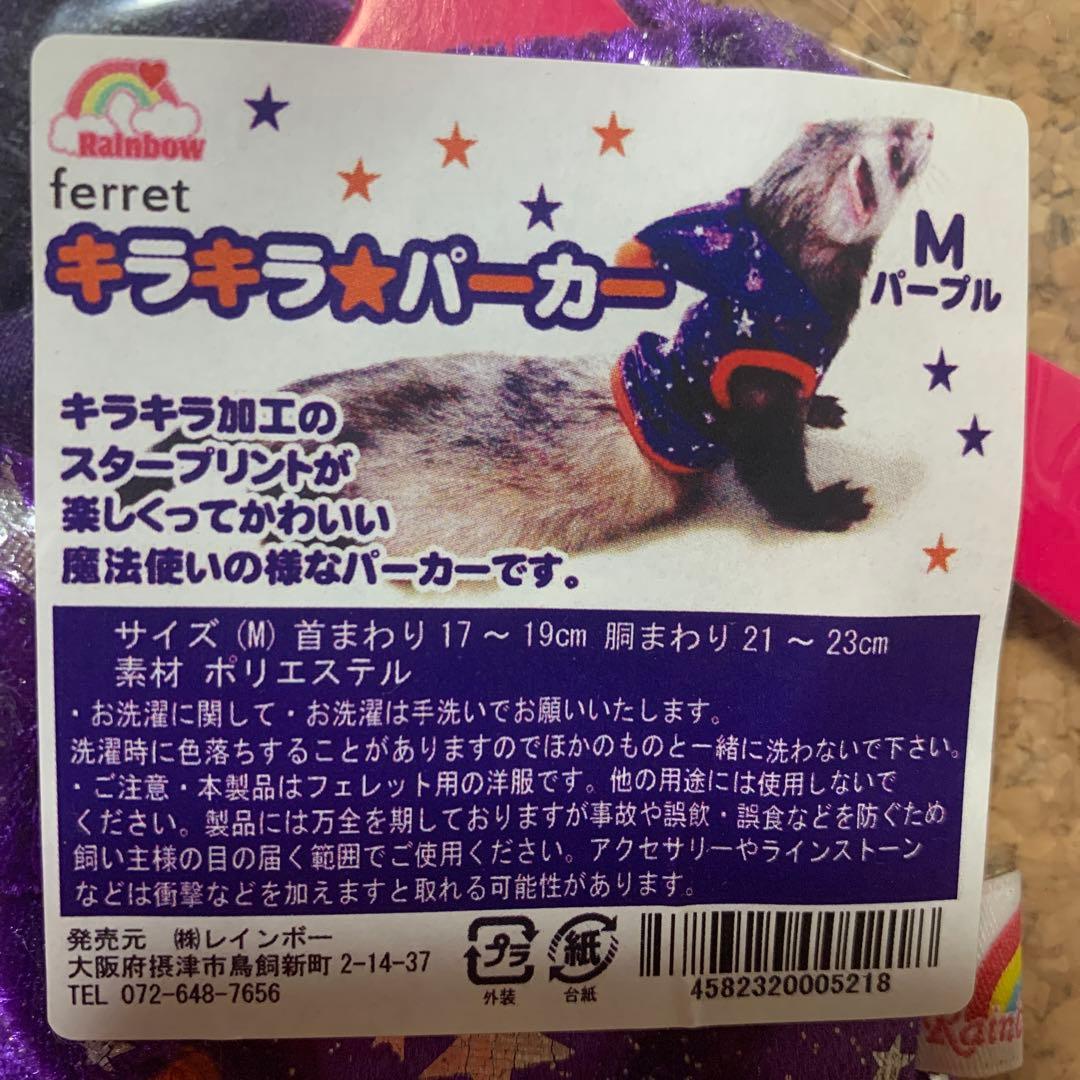 Rainbow
ferret
キラキラ★パーカー
M
パープル
キラキラ加工の
スタープリントが
楽しくってかわいい
魔法使いの様なパーカーです。
サイズ (M) 首まわり 17 ~ 19cm 胴まわり 21 ~ 23cm
素材 ポリエステル
・お洗濯に関して・お洗濯は手洗いでお願いいたします。
洗濯時に色落ちすることがありますのでほかのものと一緒に洗わないで下さい。
・ご注意・本製品はフェレット用の洋服です。他の用途には使用しないで
ください。製品には万全を期しておりますが事故や誤飲・誤食などを防ぐため
飼い主様の目の届く範囲でご使用ください。アクセサリーやラインストーン
などは衝撃などを加えますと取れる可能性があります。
発売元 ㈱レインボー
大阪府摂津市鳥飼新町 2-14-37
TEL 072-648-7656
プラ
外装
紙
台紙
4582320005218